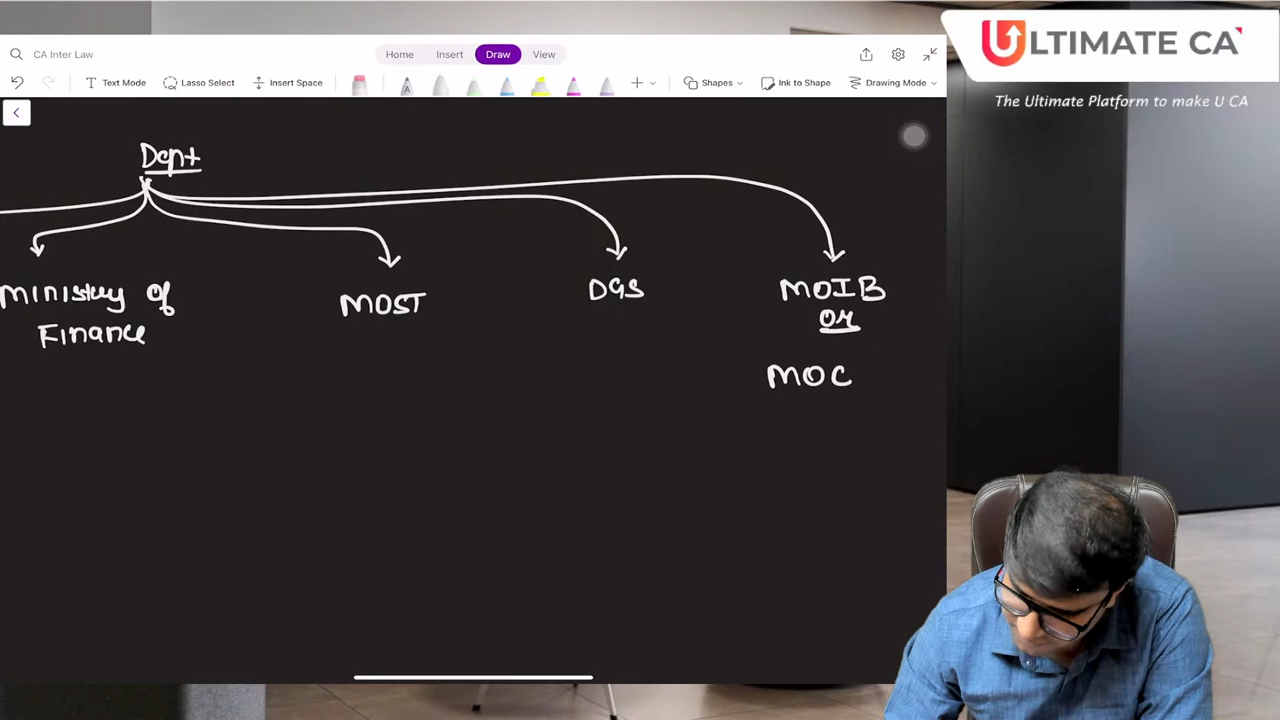 ULTIMATE CA
The Ultimate Platform to make U CA
CA Inter Law
Home Insert Draw View
Text Mode Lasso Select Insert Space Shapes Ink to Shape Drawing Mode
Dept
Ministry of
Finance
MOST
DGS
MOIB
or
MOC